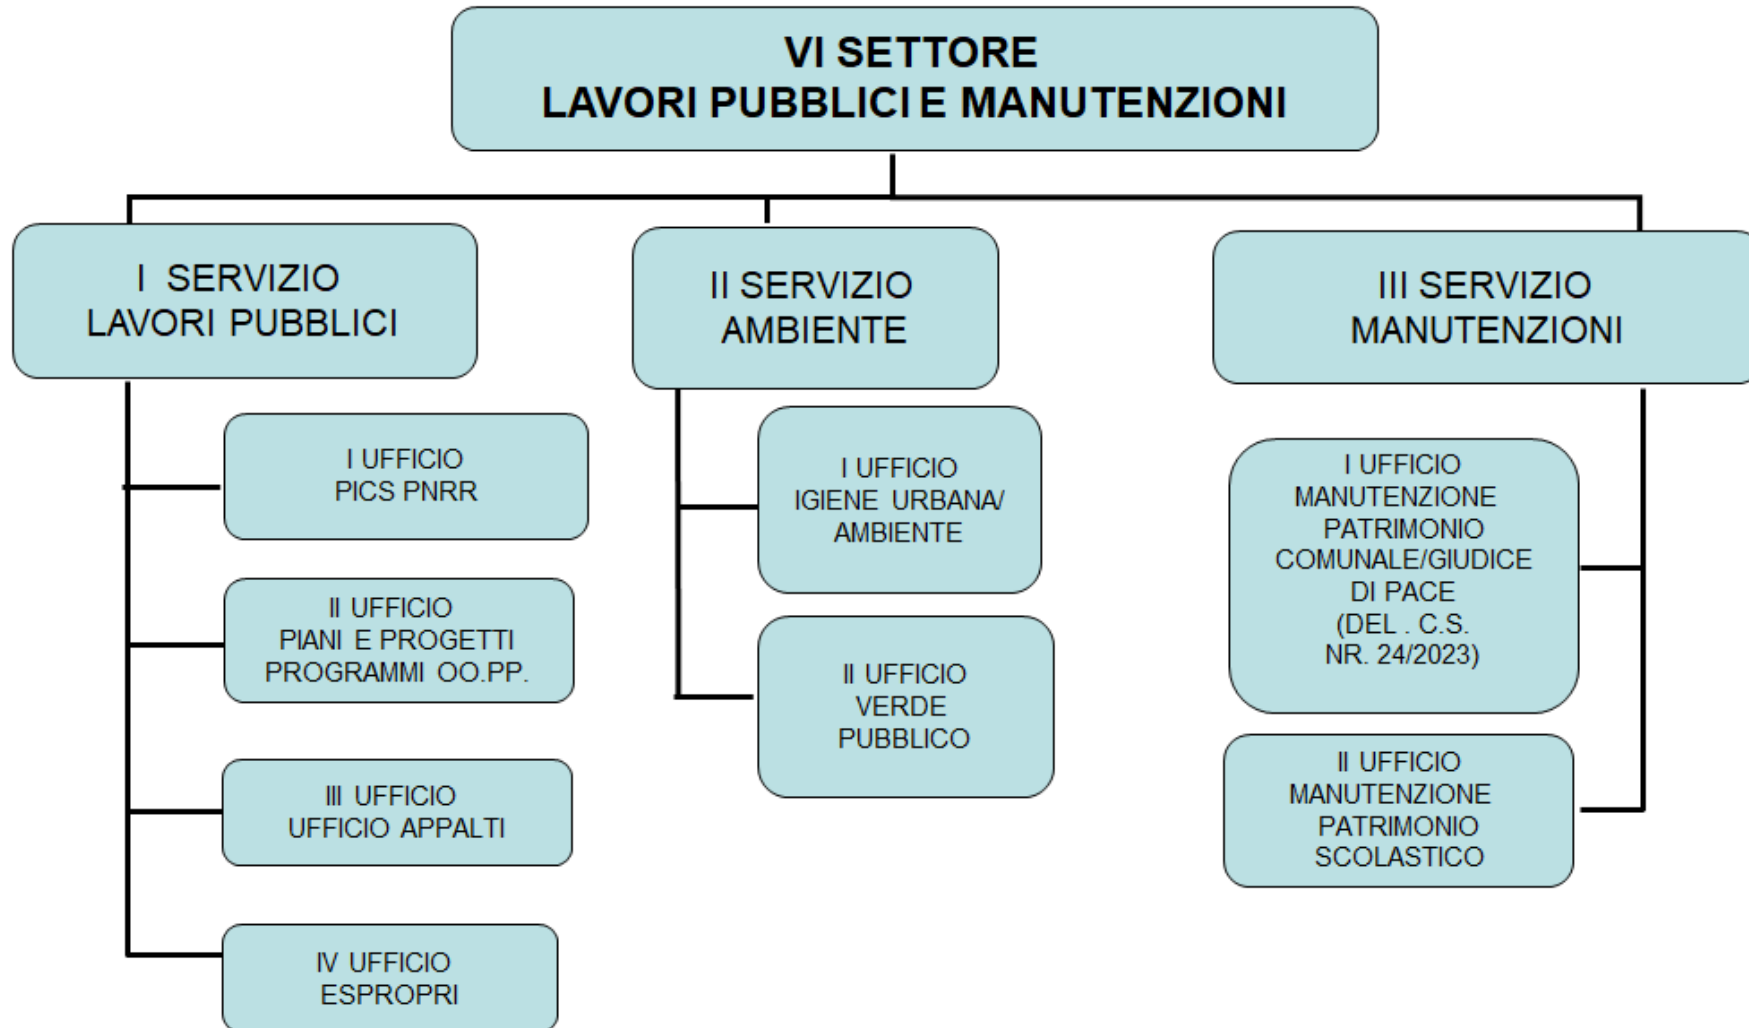 VI SETTORE
LAVORI PUBBLICI E MANUTENZIONI
I SERVIZIO
LAVORI PUBBLICI
I UFFICIO
PICS PNRR
II UFFICIO
PIANI E PROGETTI
PROGRAMMI OO.PP.
III UFFICIO
UFFICIO APPALTI
IV UFFICIO
ESPROPRI
II SERVIZIO
AMBIENTE
I UFFICIO
IGIENE URBANA/
AMBIENTE
II UFFICIO
VERDE
PUBBLICO
III SERVIZIO
MANUTENZIONI
I UFFICIO
MANUTENZIONE
PATRIMONIO
COMUNALE/GIUDICE
DI PACE
(DEL . C.S.
NR. 24/2023)
II UFFICIO
MANUTENZIONE
PATRIMONIO
SCOLASTICO